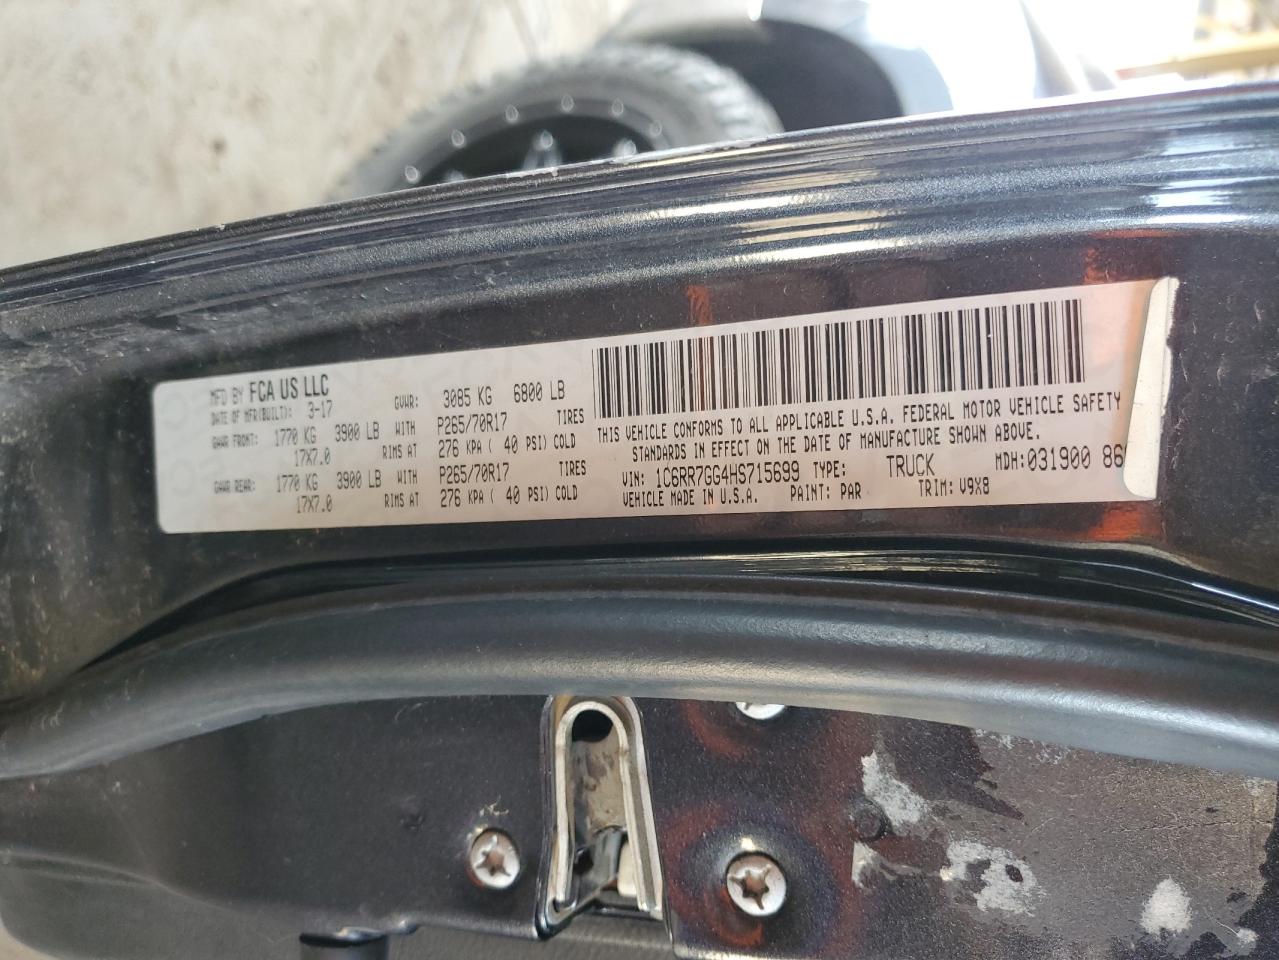 MFD BY FCA US LLC
DATE OF MFR(BUILT): 3-17 GVWR: 3085 KG 6800 LB
GAWR FRONT: 1770 KG 3900 LB WITH P265/70R17 TIRES
17X7.0 RIMS AT 276 KPA ( 40 PSI) COLD
GAWR REAR: 1770 KG 3900 LB WITH P265/70R17 TIRES
17X7.0 RIMS AT 276 KPA ( 40 PSI) COLD
THIS VEHICLE CONFORMS TO ALL APPLICABLE U.S.A. FEDERAL MOTOR VEHICLE SAFETY
STANDARDS IN EFFECT ON THE DATE OF MANUFACTURE SHOWN ABOVE.
VIN: 1C6RR7GG4HS715699 TYPE: TRUCK MDH: 031900 86
VEHICLE MADE IN U.S.A. PAINT: PAR TRIM: V9X8